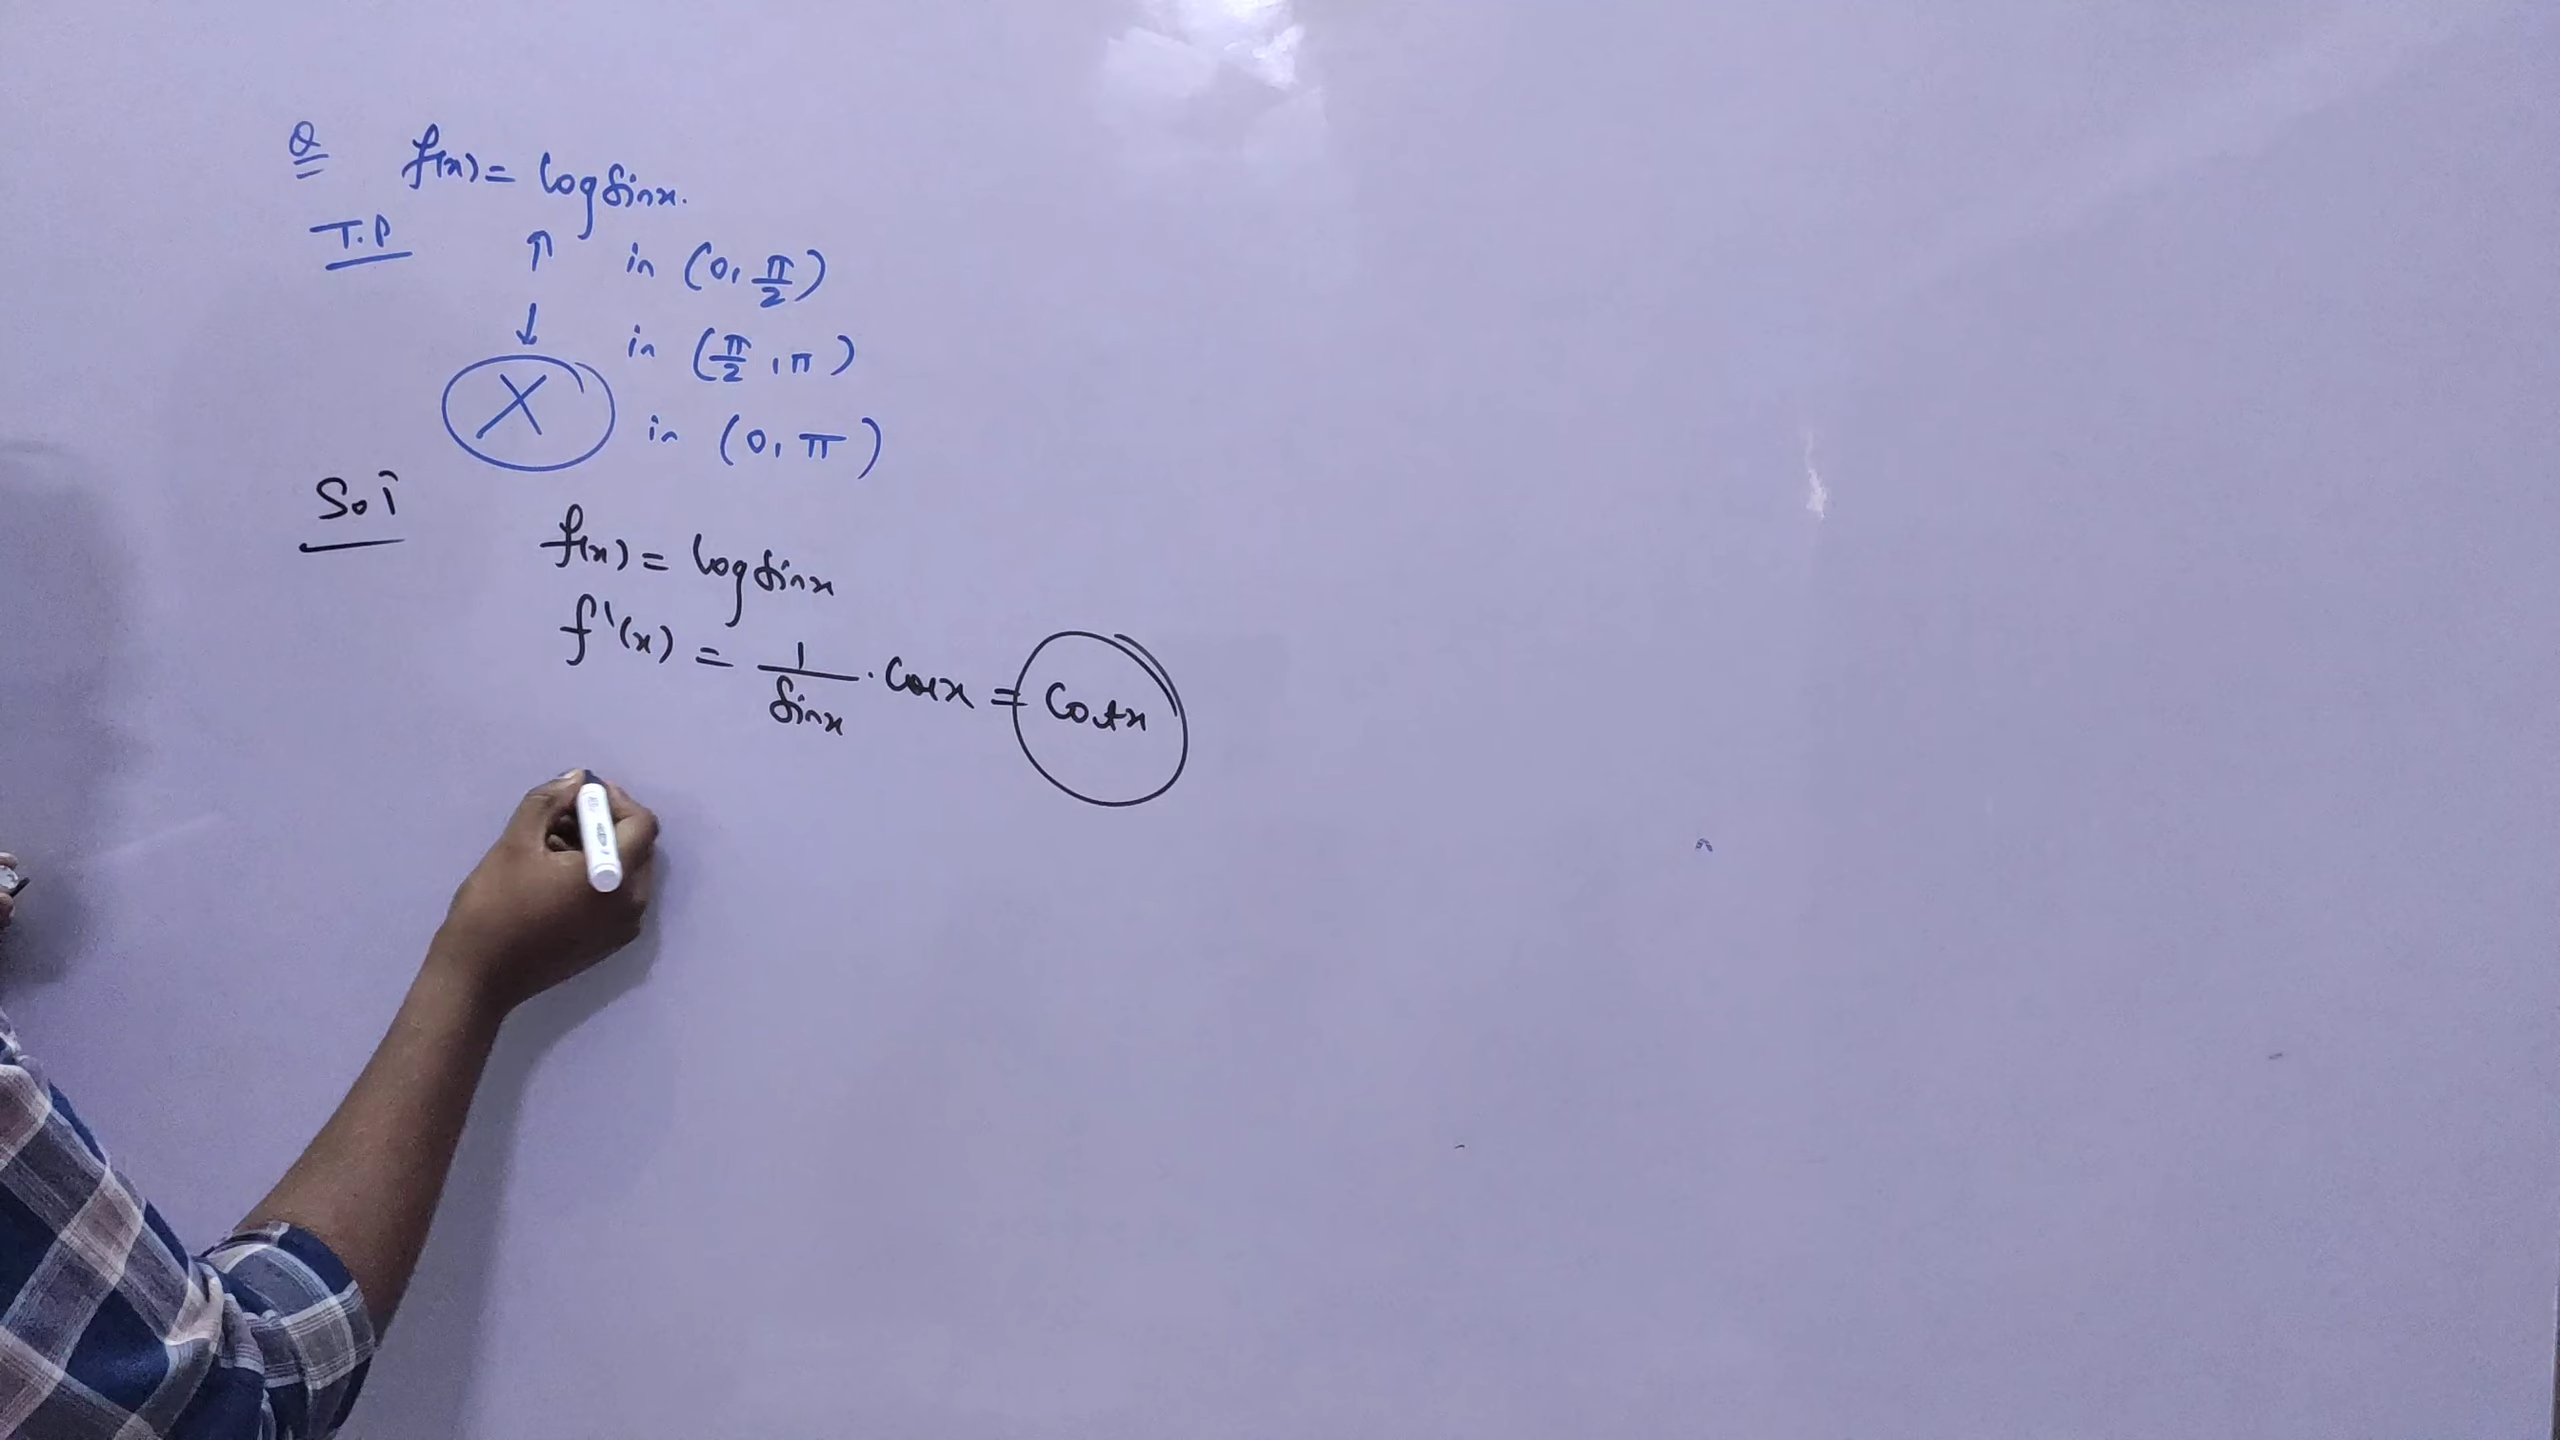 Q f(x) = log sinx.
T.P ↑ in (0, π/2)
↓ in (π/2, π)
X in (0, π)
Sol
f(x) = log sinx
f'(x) = 1/sinx · cosx = cotx